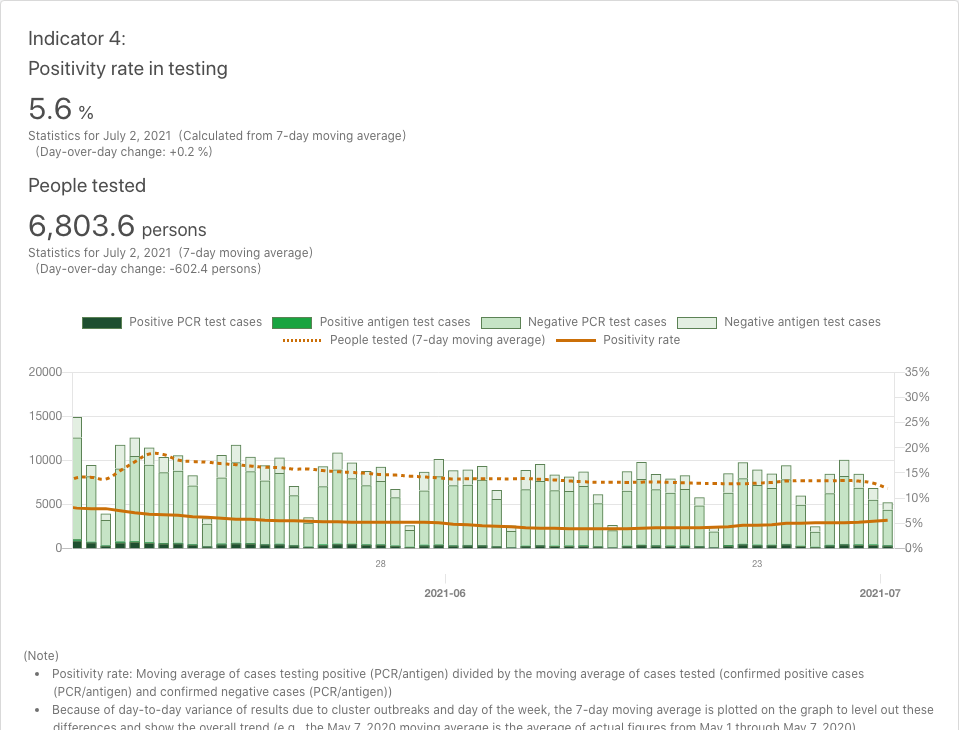 Indicator 4:
Positivity rate in testing
5.6 %
Statistics for July 2, 2021 (Calculated from 7-day moving average)
(Day-over-day change: +0.2 %)
People tested
6,803.6 persons
Statistics for July 2, 2021 (7-day moving average)
(Day-over-day change: -602.4 persons)
Positive PCR test cases Positive antigen test cases Negative PCR test cases Negative antigen test cases
People tested (7-day moving average) Positivity rate
20000 35%
30%
15000 25%
20%
10000 15%
5000 10%
5%
0 0%
28 23
2021-06 2021-07
(Note)
• Positivity rate: Moving average of cases testing positive (PCR/antigen) divided by the moving average of cases tested (confirmed positive cases
(PCR/antigen) and confirmed negative cases (PCR/antigen))
• Because of day-to-day variance of results due to cluster outbreaks and day of the week, the 7-day moving average is plotted on the graph to level out these
differences and show the overall trend (e.g., the May 7, 2020 moving average is the average of actual figures from May 1 through May 7, 2020)